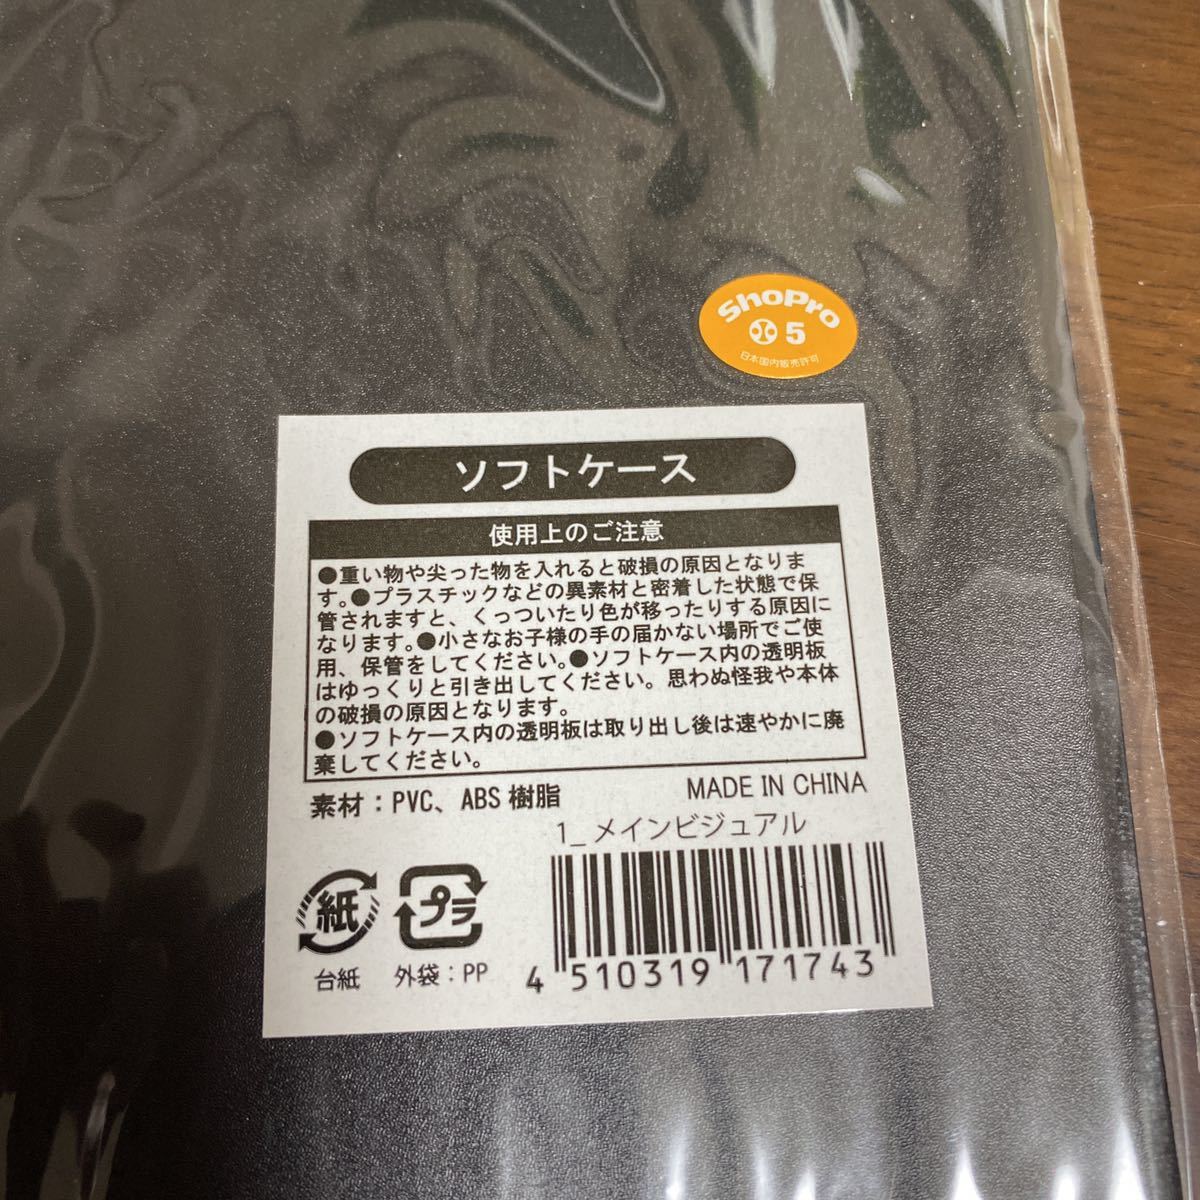 ShoPro
5
日本国内販売許可
ソフトケース
使用上のご注意
●重い物や尖った物を入れると破損の原因となりま
す。●プラスチックなどの異素材と密着した状態で保
管されますと、くっついたり色が移ったりする原因に
なります。●小さなお子様の手の届かない場所でご使
用、保管をしてください。●ソフトケース内の透明板
はゆっくりと引き出してください。思わぬ怪我や本体
の破損の原因となります。
●ソフトケース内の透明板は取り出し後は速やかに廃
棄してください。
素材：PVC、ABS樹脂
MADE IN CHINA
1_メインビジュアル
紙
プラ
台紙
外袋：PP
4 510319 171743